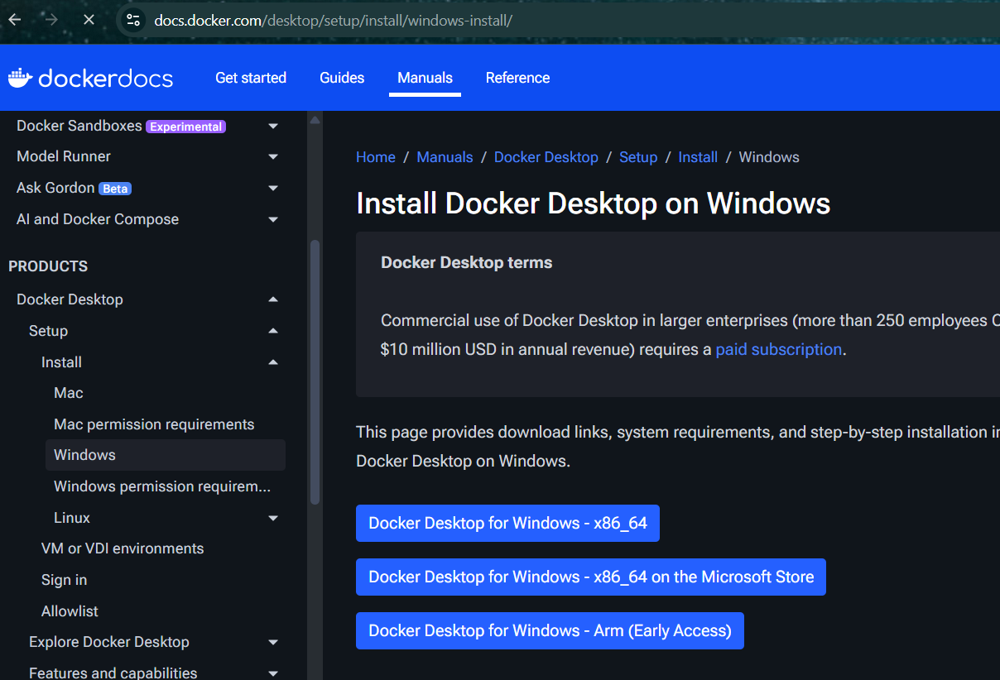 docs.docker.com/desktop/setup/install/windows-install/
dockerdocs
Get started
Guides
Manuals
Reference
Docker Sandboxes Experimental
Model Runner
Ask Gordon Beta
AI and Docker Compose
PRODUCTS
Docker Desktop
Setup
Install
Mac
Mac permission requirements
Windows
Windows permission requirem...
Linux
VM or VDI environments
Sign in
Allowlist
Explore Docker Desktop
Features and capabilities
Home / Manuals / Docker Desktop / Setup / Install / Windows
Install Docker Desktop on Windows
Docker Desktop terms
Commercial use of Docker Desktop in larger enterprises (more than 250 employees
$10 million USD in annual revenue) requires a paid subscription.
This page provides download links, system requirements, and step-by-step installation
Docker Desktop on Windows.
Docker Desktop for Windows - x86_64
Docker Desktop for Windows - x86_64 on the Microsoft Store
Docker Desktop for Windows - Arm (Early Access)